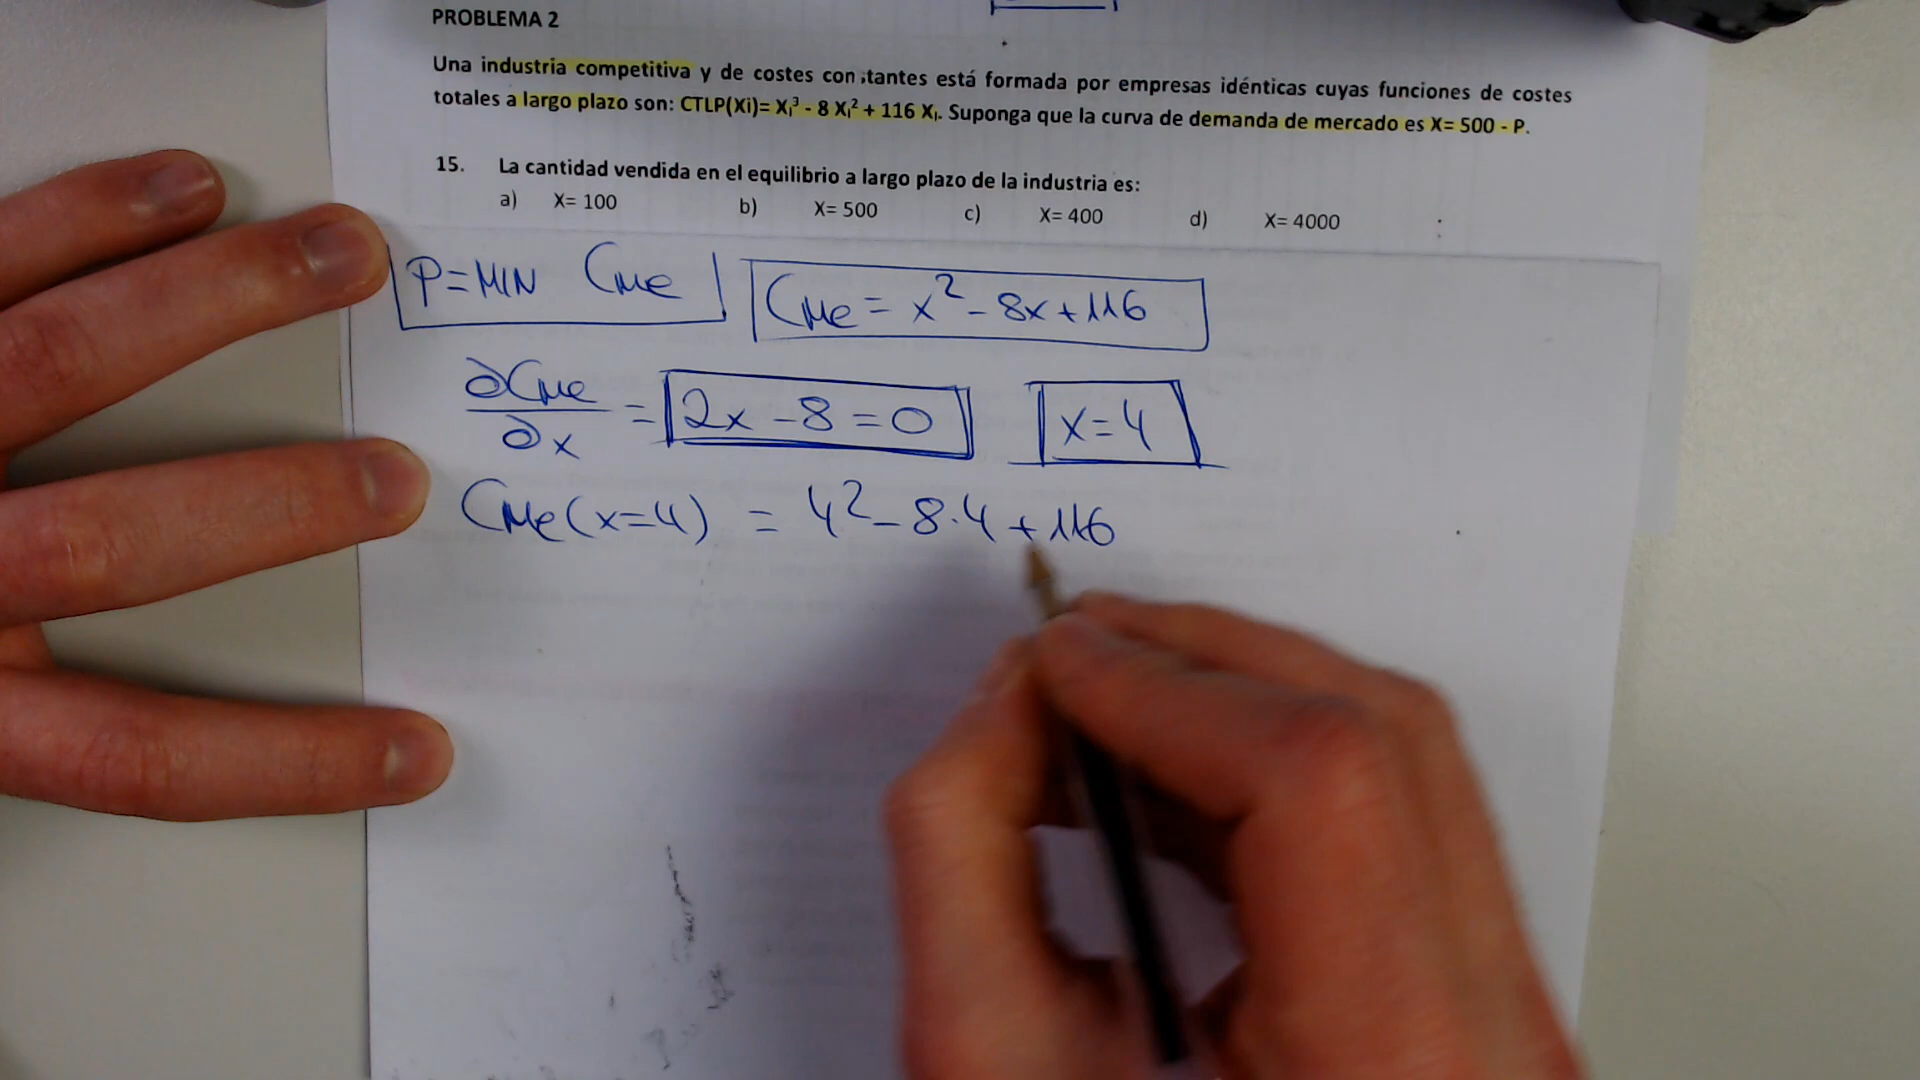 PROBLEMA 2
Una industria competitiva y de costes constantes está formada por empresas idénticas cuyas funciones de costes
totales a largo plazo son: CTLP(Xi)= Xi³ - 8 Xi² + 116 Xi. Suponga que la curva de demanda de mercado es X= 500 - P.
15. La cantidad vendida en el equilibrio a largo plazo de la industria es:
a) X= 100 b) X= 500 c) X= 400 d) X= 4000
P=MIN CMe CMe = x² - 8x + 116
∂CMe/∂x = 2x - 8 = 0 x=4
CMe(x=4) = 4² - 8·4 + 116